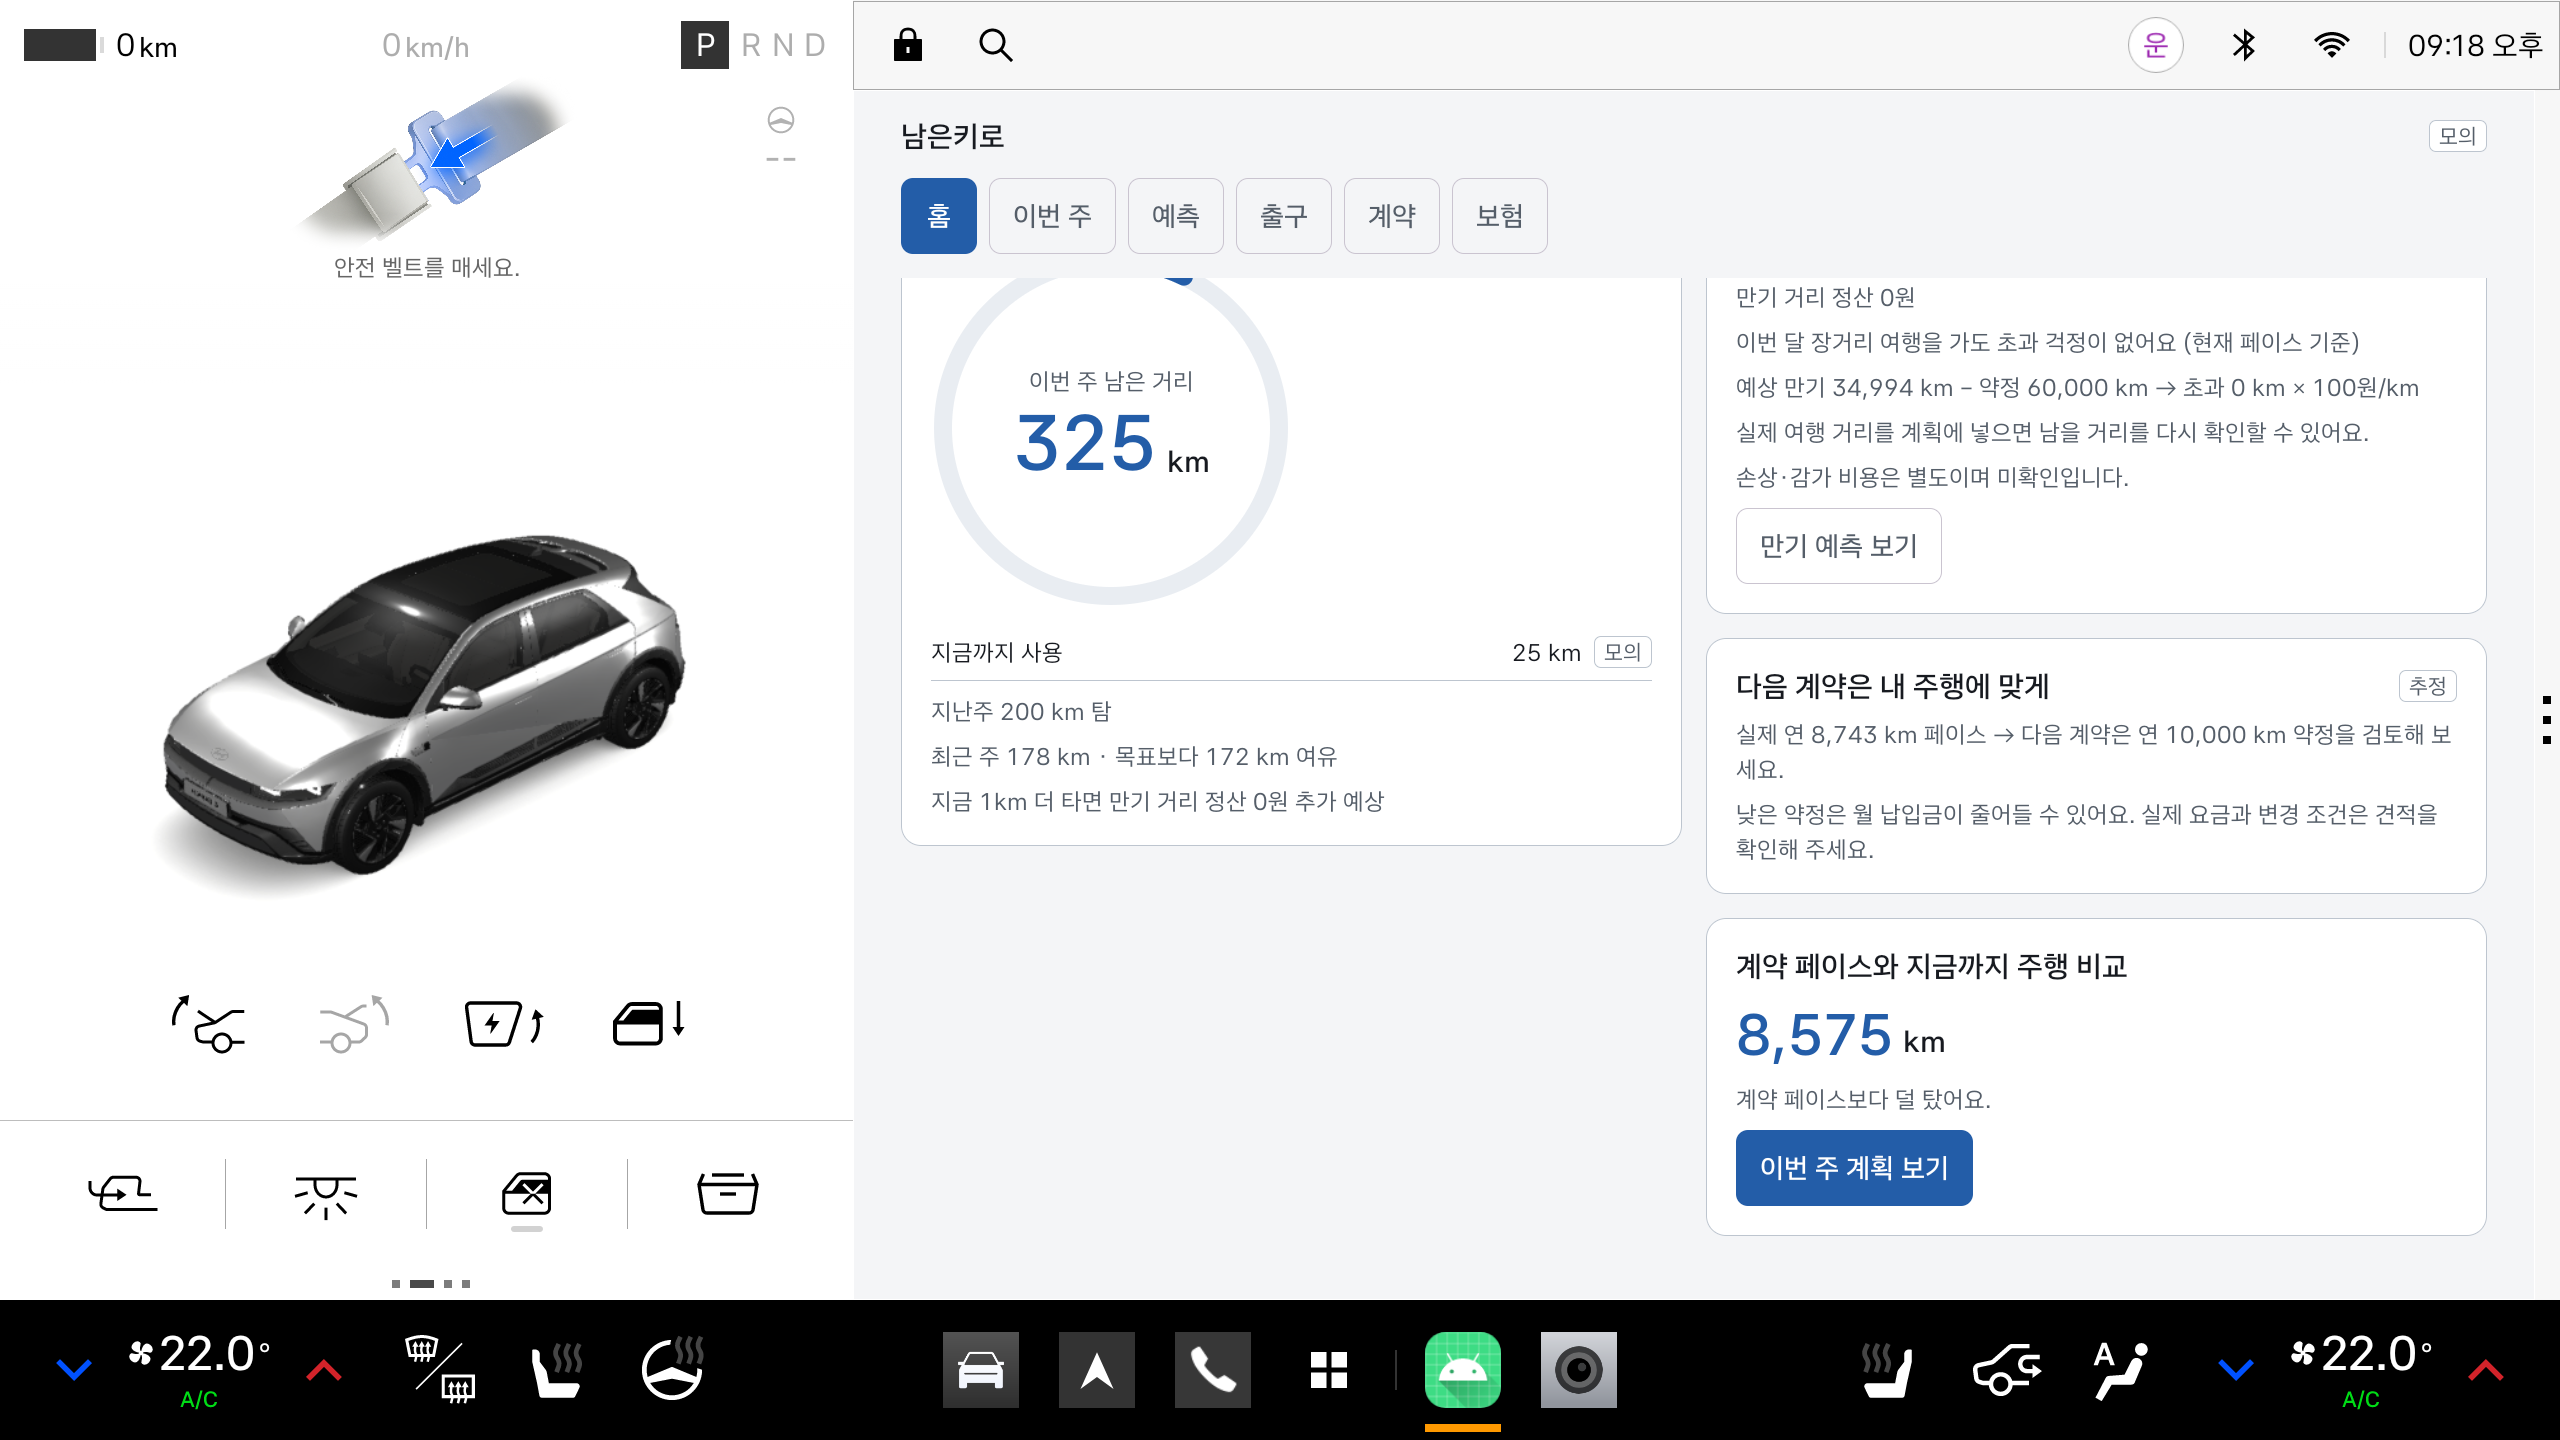 0 km
0 km/h
P R N D
안전 벨트를 매세요.
운
09:18 오후
남은키로
모의
홈
이번 주
예측
출구
계약
보험
이번 주 남은 거리
325 km
지금까지 사용
25 km 모의
지난주 200 km 탐
최근 주 178 km · 목표보다 172 km 여유
지금 1km 더 타면 만기 거리 정산 0원 추가 예상
만기 거리 정산 0원
이번 달 장거리 여행을 가도 초과 걱정이 없어요 (현재 페이스 기준)
예상 만기 34,994 km − 약정 60,000 km → 초과 0 km × 100원/km
실제 여행 거리를 계획에 넣으면 남을 거리를 다시 확인할 수 있어요.
손상·감가 비용은 별도이며 미확인입니다.
만기 예측 보기
다음 계약은 내 주행에 맞게
추정
실제 연 8,743 km 페이스 → 다음 계약은 연 10,000 km 약정을 검토해 보
세요.
낮은 약정은 월 납입금이 줄어들 수 있어요. 실제 요금과 변경 조건은 견적을
확인해 주세요.
계약 페이스와 지금까지 주행 비교
8,575 km
계약 페이스보다 덜 탔어요.
이번 주 계획 보기
22.0°
A/C
A
22.0°
A/C